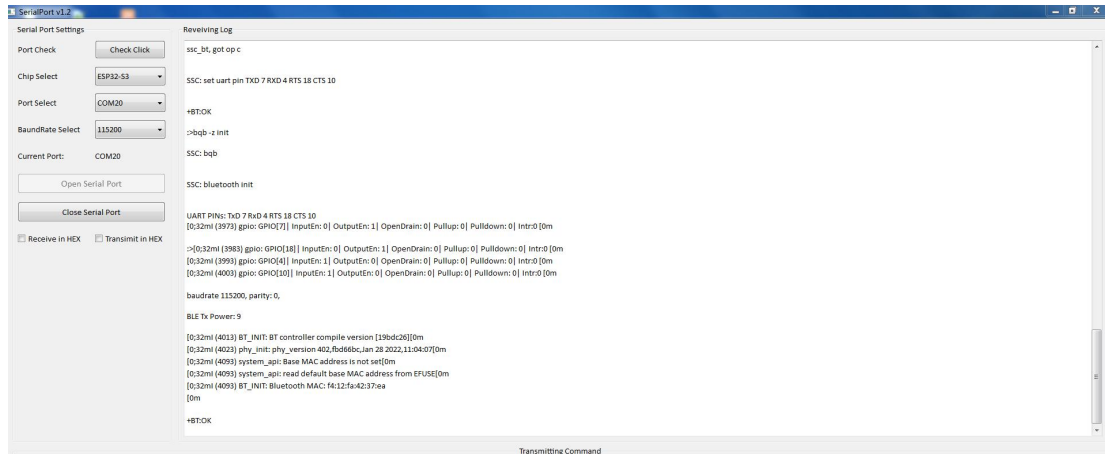 SerialPort v1.2
Serial Port Settings
Port Check
Check Click
Chip Select
ESP32-S3
Port Select
COM20
BaundRate Select
115200
Current Port:
COM20
Open Serial Port
Close Serial Port
Receive in HEX
Transimit in HEX
Reveiving Log
ssc_bt, got op c
SSC: set uart pin TXD 7 RXD 4 RTS 18 CTS 10
+BT:OK
:>bqb -z init
SSC: bqb
SSC: bluetooth init
UART PINs: TxD 7 RxD 4 RTS 18 CTS 10
[0;32mI (3973) gpio: GPIO[7]| InputEn: 0| OutputEn: 1| OpenDrain: 0| Pullup: 0| Pulldown: 0| Intr:0 [0m
:>[0;32mI (3983) gpio: GPIO[18]| InputEn: 0| OutputEn: 1| OpenDrain: 0| Pullup: 0| Pulldown: 0| Intr:0 [0m
[0;32mI (3993) gpio: GPIO[4]| InputEn: 1| OutputEn: 0| OpenDrain: 0| Pullup: 0| Pulldown: 0| Intr:0 [0m
[0;32mI (4003) gpio: GPIO[10]| InputEn: 1| OutputEn: 0| OpenDrain: 0| Pullup: 0| Pulldown: 0| Intr:0 [0m
baudrate 115200, parity: 0,
BLE Tx Power: 9
[0;32mI (4013) BT_INIT: BT controller compile version [19bdc26][0m
[0;32mI (4023) phy_init: phy_version 402,fbd66bc,Jan 28 2022,11:04:07[0m
[0;32mI (4093) system_api: Base MAC address is not set[0m
[0;32mI (4093) system_api: read default base MAC address from EFUSE[0m
[0;32mI (4093) BT_INIT: Bluetooth MAC: f4:12:fa:42:37:ea
[0m
+BT:OK
Transmitting Command